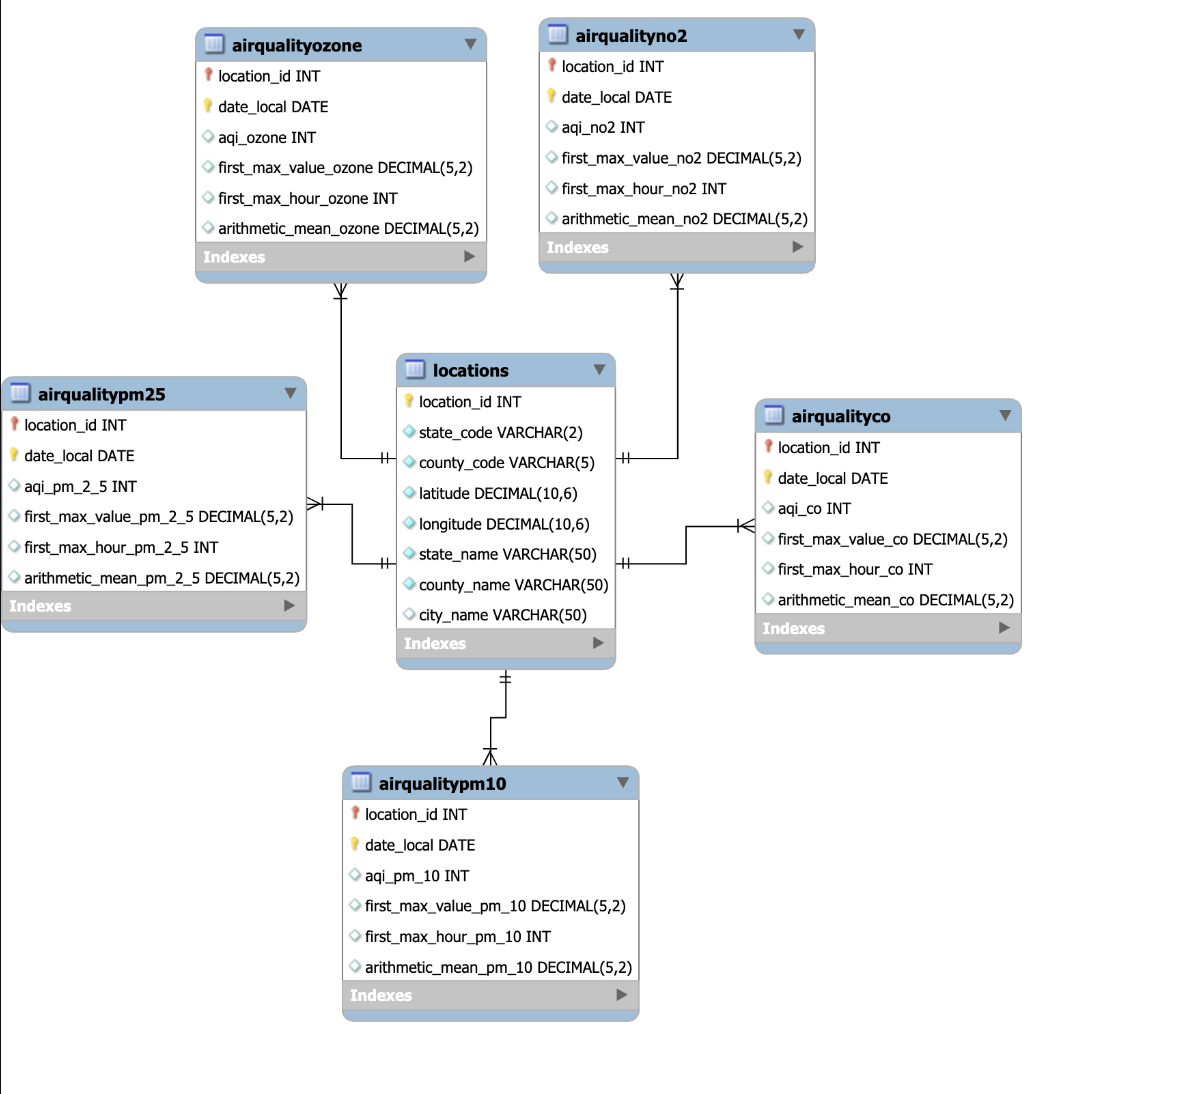 airqualityozone
location_id INT
date_local DATE
aqi_ozone INT
first_max_value_ozone DECIMAL(5,2)
first_max_hour_ozone INT
arithmetic_mean_ozone DECIMAL(5,2)
Indexes
airqualityno2
location_id INT
date_local DATE
aqi_no2 INT
first_max_value_no2 DECIMAL(5,2)
first_max_hour_no2 INT
arithmetic_mean_no2 DECIMAL(5,2)
Indexes
airqualitypm25
location_id INT
date_local DATE
aqi_pm_2_5 INT
first_max_value_pm_2_5 DECIMAL(5,2)
first_max_hour_pm_2_5 INT
arithmetic_mean_pm_2_5 DECIMAL(5,2)
Indexes
locations
location_id INT
state_code VARCHAR(2)
county_code VARCHAR(5)
latitude DECIMAL(10,6)
longitude DECIMAL(10,6)
state_name VARCHAR(50)
county_name VARCHAR(50)
city_name VARCHAR(50)
Indexes
airqualityco
location_id INT
date_local DATE
aqi_co INT
first_max_value_co DECIMAL(5,2)
first_max_hour_co INT
arithmetic_mean_co DECIMAL(5,2)
Indexes
airqualitypm10
location_id INT
date_local DATE
aqi_pm_10 INT
first_max_value_pm_10 DECIMAL(5,2)
first_max_hour_pm_10 INT
arithmetic_mean_pm_10 DECIMAL(5,2)
Indexes